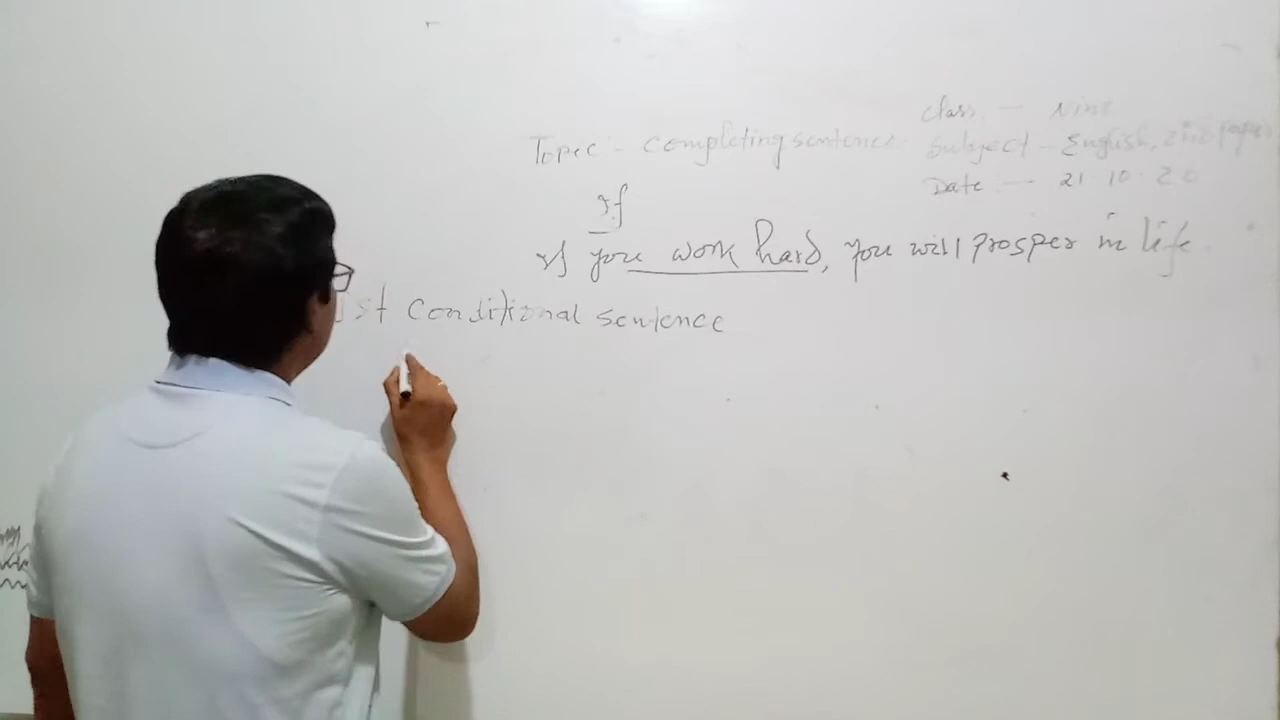 Class - Nine
Topic - completing sentence
Subject - English, 2nd paper
Date - 21.10.20
If
If you work hard, you will prosper in life
1st conditional sentence